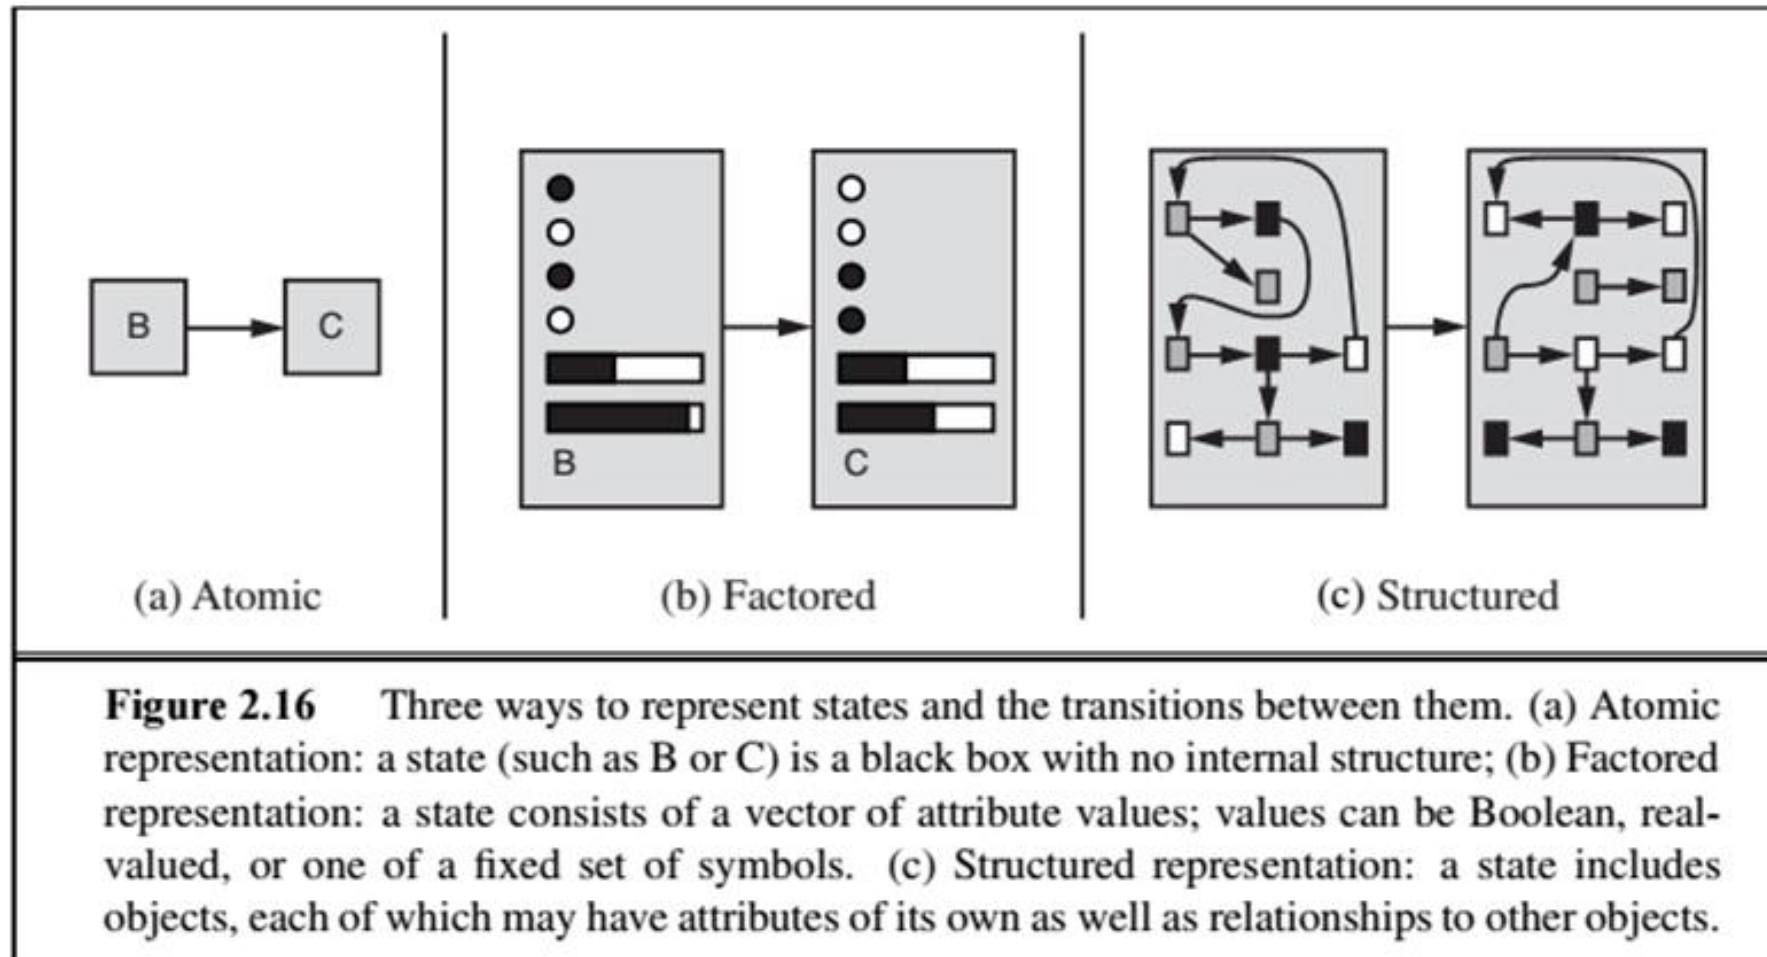 B
C
B
C
(a) Atomic
(b) Factored
(c) Structured
Figure 2.16 Three ways to represent states and the transitions between them. (a) Atomic
representation: a state (such as B or C) is a black box with no internal structure; (b) Factored
representation: a state consists of a vector of attribute values; values can be Boolean, real-
valued, or one of a fixed set of symbols. (c) Structured representation: a state includes
objects, each of which may have attributes of its own as well as relationships to other objects.